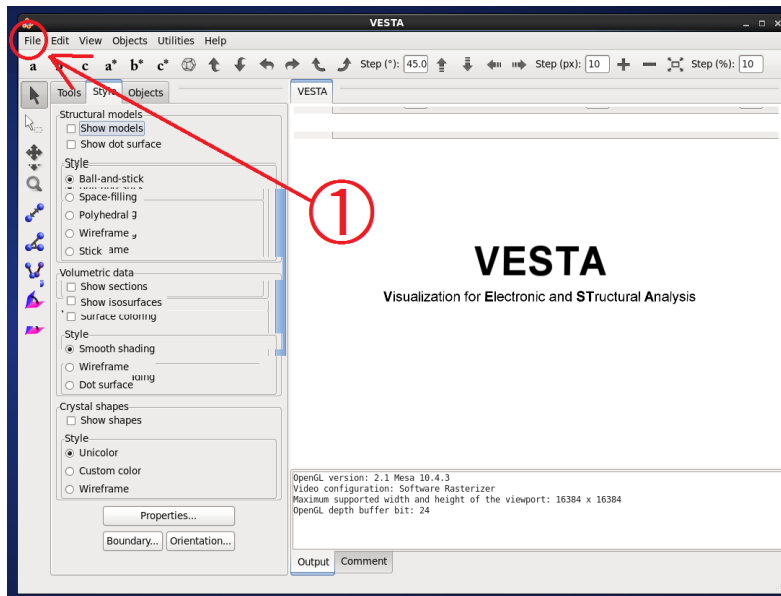 VESTA
File Edit View Objects Utilities Help
a b c a* b* c* Step (°): 45.0 Step (px): 10 Step (%): 10
Tools Style Objects
VESTA
Structural models
Show models
Show dot surface
Style
Ball-and-stick
Space-filling
Polyhedral
Wireframe
Stick
Volumetric data
Show sections
Show isosurfaces
Surface coloring
Style
Smooth shading
Wireframe
Dot surface
Crystal shapes
Show shapes
Style
Unicolor
Custom color
Wireframe
Properties...
Boundary... Orientation...
①
VESTA
Visualization for Electronic and STructural Analysis
OpenGL version: 2.1 Mesa 10.4.3
Video configuration: Software Rasterizer
Maximum supported width and height of the viewport: 16384 x 16384
OpenGL depth buffer bit: 24
Output Comment